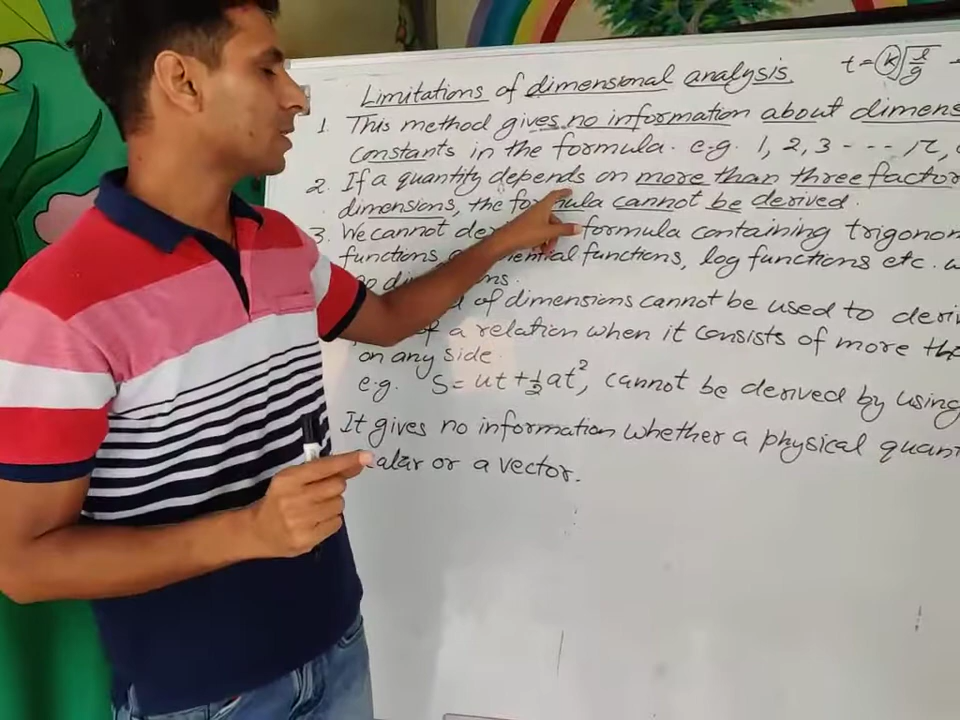 Limitations of dimensional analysis. t = k √l/g
1. This method gives no information about dimens
constants in the formula. e.g. 1, 2, 3 --- π,
2. If a quantity depends on more than three factor
dimensions, the formula cannot be derived.
3. We cannot de formula containing trigonom
functions, functions, log functions etc.
of dimensions cannot be used to deri
of a relation when it consists of more tha
on any side.
e.g. S = ut + ½ at², cannot be derived by using
It gives no information whether a physical quant
alar or a vector.